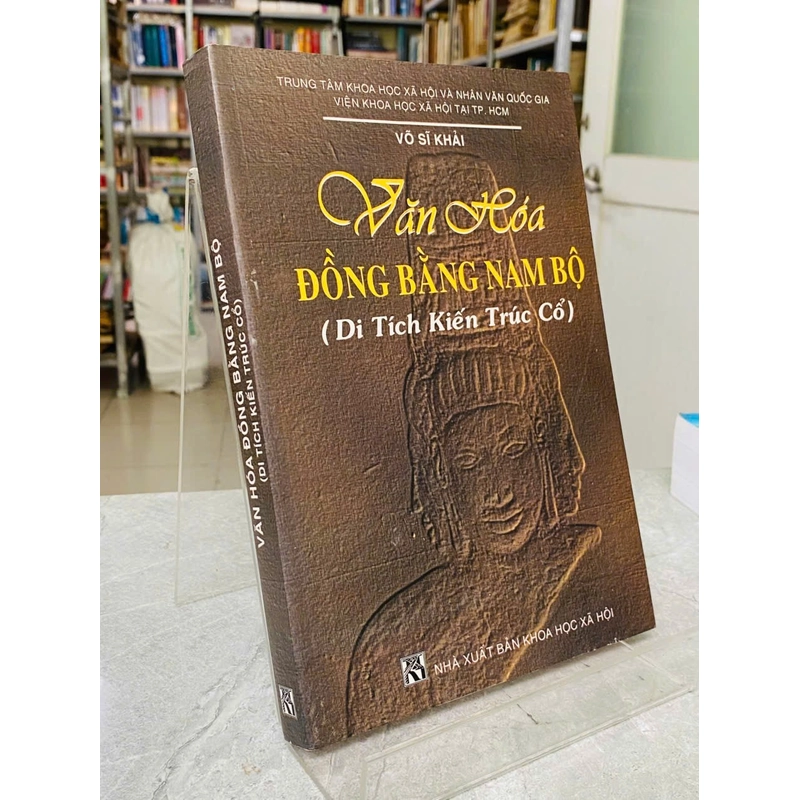 TRUNG TÂM KHOA HỌC XÃ HỘI VÀ NHÂN VĂN QUỐC GIA
VIỆN KHOA HỌC XÃ HỘI TẠI TP. HCM
VÕ SĨ KHẢI
Văn Hóa
ĐỒNG BẰNG NAM BỘ
(Di Tích Kiến Trúc Cổ)
NHÀ XUẤT BẢN KHOA HỌC XÃ HỘI
VĂN HÓA ĐỒNG BẰNG NAM BỘ
(DI TÍCH KIẾN TRÚC CỔ)